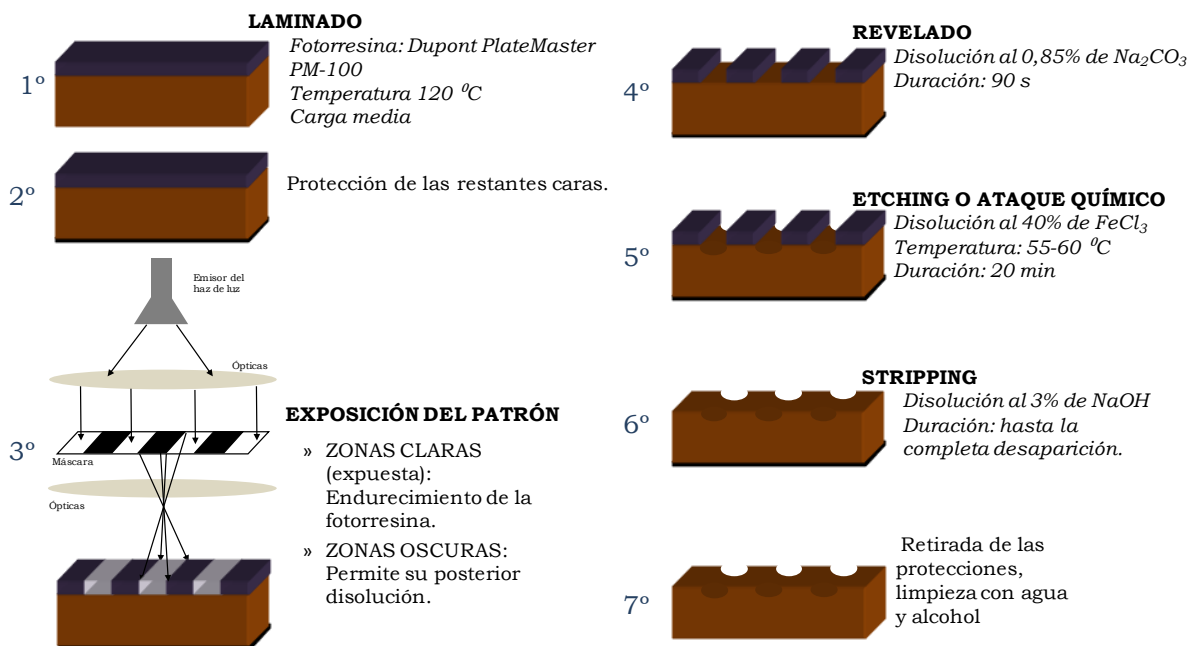 LAMINADO
1º
Fotorresina: Dupont PlateMaster
PM-100
Temperatura 120 ⁰C
Carga media
2º
Protección de las restantes caras.
3º
Emisor del
haz de luz
Ópticas
Máscara
Ópticas
EXPOSICIÓN DEL PATRÓN
» ZONAS CLARAS
(expuesta):
Endurecimiento de la
fotorresina.
» ZONAS OSCURAS:
Permite su posterior
disolución.
REVELADO
4º
Disolución al 0,85% de Na₂CO₃
Duración: 90 s
ETCHING O ATAQUE QUÍMICO
5º
Disolución al 40% de FeCl₃
Temperatura: 55-60 ⁰C
Duración: 20 min
STRIPPING
6º
Disolución al 3% de NaOH
Duración: hasta la
completa desaparición.
7º
Retirada de las
protecciones,
limpieza con agua
y alcohol